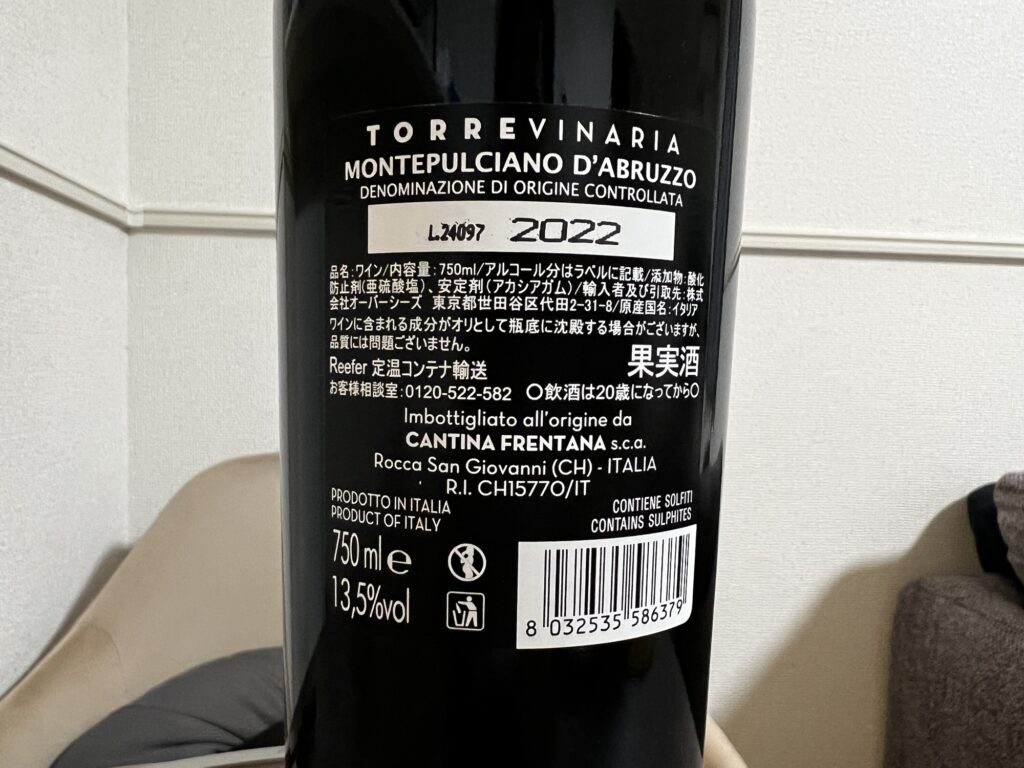 TORREVINARIA
MONTEPULCIANO D'ABRUZZO
DENOMINAZIONE DI ORIGINE CONTROLLATA
L.24097 2022
品名:ワイン/内容量:750ml/アルコール分はラベルに記載/添加物:酸化
防止剤(亜硫酸塩)、安定剤(アカシアガム)/輸入者及び引取先:株式
会社オーバーシーズ 東京都世田谷区代田2-31-8/原産国名:イタリア
ワインに含まれる成分がオリとして瓶底に沈殿する場合がございますが、
品質には問題ございません。
果実酒
Reefer 定温コンテナ輸送
お客様相談室:0120-522-582 〇飲酒は20歳になってから〇
Imbottigliato all'origine da
CANTINA FRENTANA s.c.a.
Rocca San Giovanni (CH) - ITALIA
R.I. CH15770/IT
PRODOTTO IN ITALIA
PRODUCT OF ITALY
CONTIENE SOLFITI
CONTAINS SULPHITES
750 ml e
13,5%vol
8 032535 586379